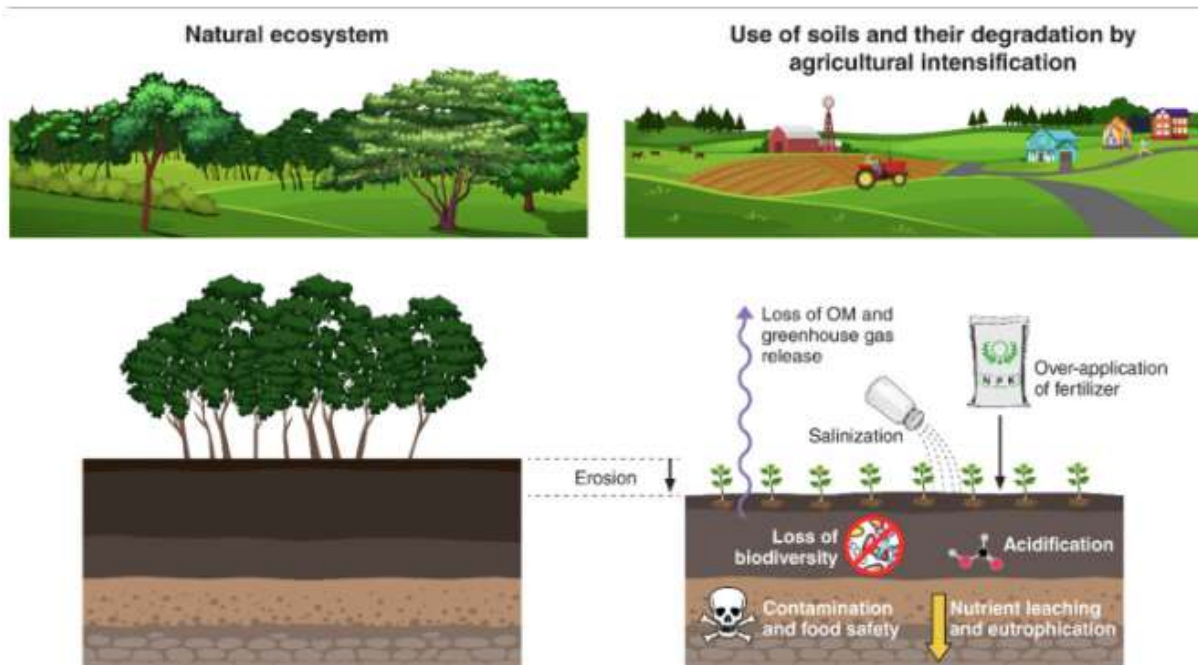 Natural ecosystem
Use of soils and their degradation by
agricultural intensification
Loss of OM and
greenhouse gas
release
N P K
Over-application
of fertilizer
Salinization
Erosion
Loss of
biodiversity
Acidification
Contamination
and food safety
Nutrient leaching
and eutrophication